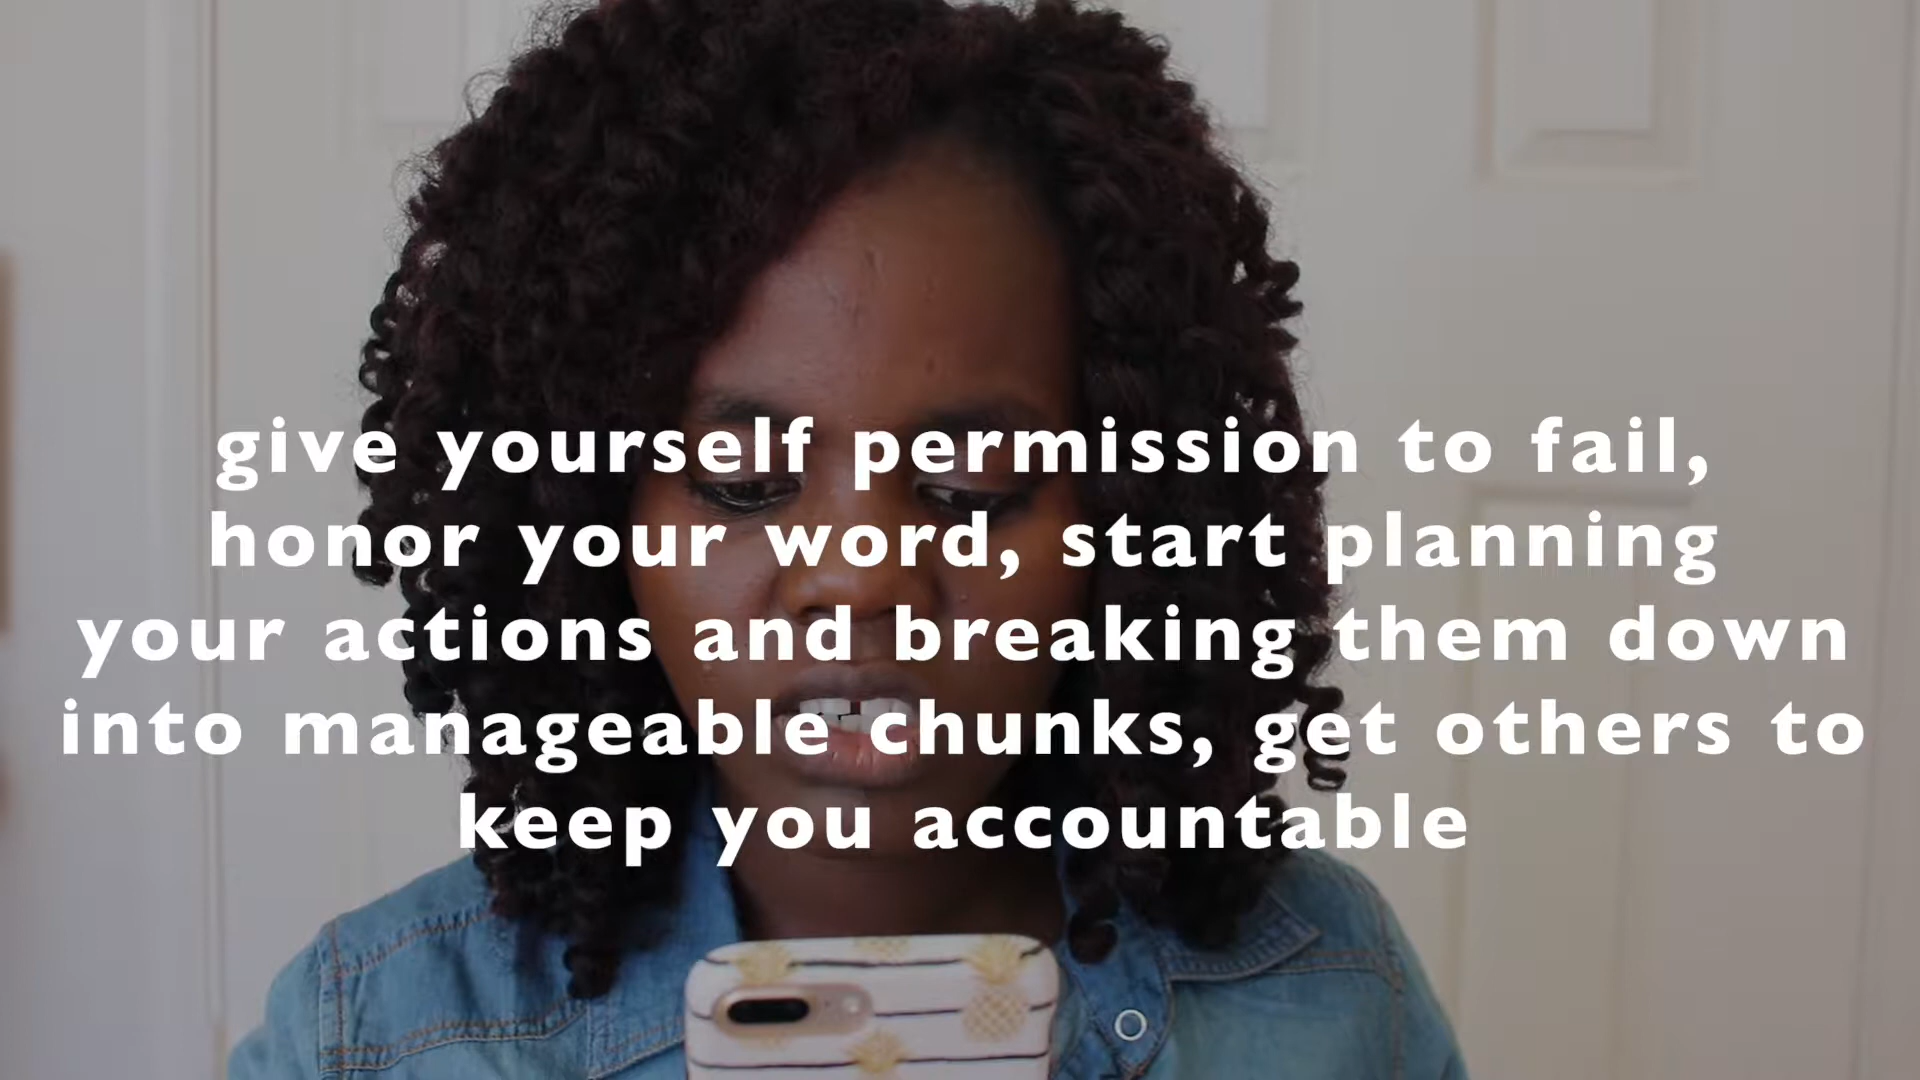 give yourself permission to fail,
honor your word, start planning
your actions and breaking them down
into manageable chunks, get others to
keep you accountable